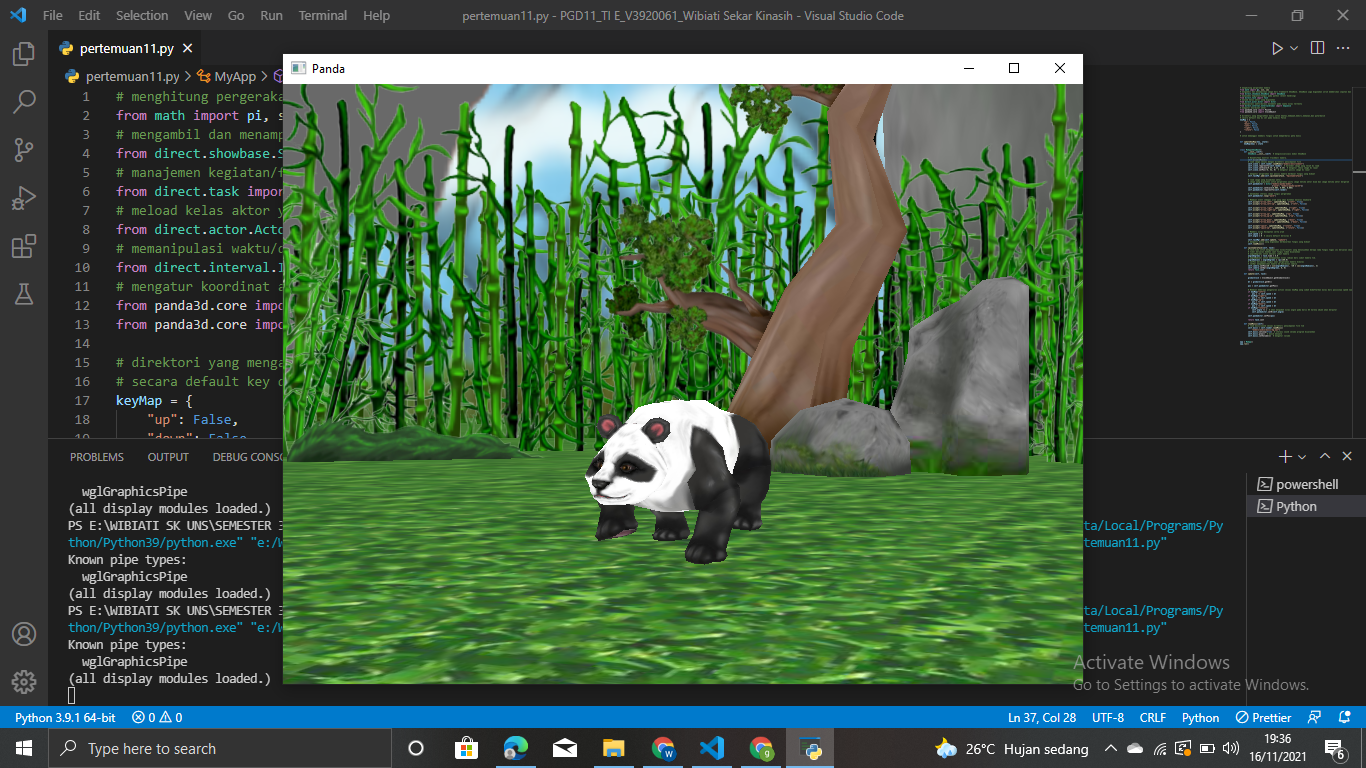 File Edit Selection View Go Run Terminal Help
pertemuan11.py - PGD11_TI E_V3920061_Wibiati Sekar Kinasih - Visual Studio Code
pertemuan11.py
pertemuan11.py > MyApp >
Panda
1 # menghitung pergeraka
2 from math import pi, s
3 # mengambil dan menamp
4 from direct.showbase.S
5 # manajemen kegiatan/f
6 from direct.task impor
7 # meload kelas aktor y
8 from direct.actor.Acto
9 # memanipulasi waktu/d
10 from direct.interval.I
11 # mengatur koordinat a
12 from panda3d.core impo
13 from panda3d.core impo
14
15 # direktori yang menga
16 # secara default key d
17 keyMap = {
18 "up": False,
19 "down": False
PROBLEMS OUTPUT DEBUG CONSO
wglGraphicsPipe
(all display modules loaded.)
PS E:\WIBIATI SK UNS\SEMESTER 3 ta/Local/Programs/Py
thon/Python39/python.exe" "e:/W temuan11.py"
Known pipe types:
wglGraphicsPipe
(all display modules loaded.)
PS E:\WIBIATI SK UNS\SEMESTER 3 ta/Local/Programs/Py
thon/Python39/python.exe" "e:/W temuan11.py"
Known pipe types:
wglGraphicsPipe
(all display modules loaded.)
powershell
Python
Activate Windows
Go to Settings to activate Windows.
Python 3.9.1 64-bit 0 0 Ln 37, Col 28 UTF-8 CRLF Python Prettier
Type here to search
26°C Hujan sedang
19:36
16/11/2021
6